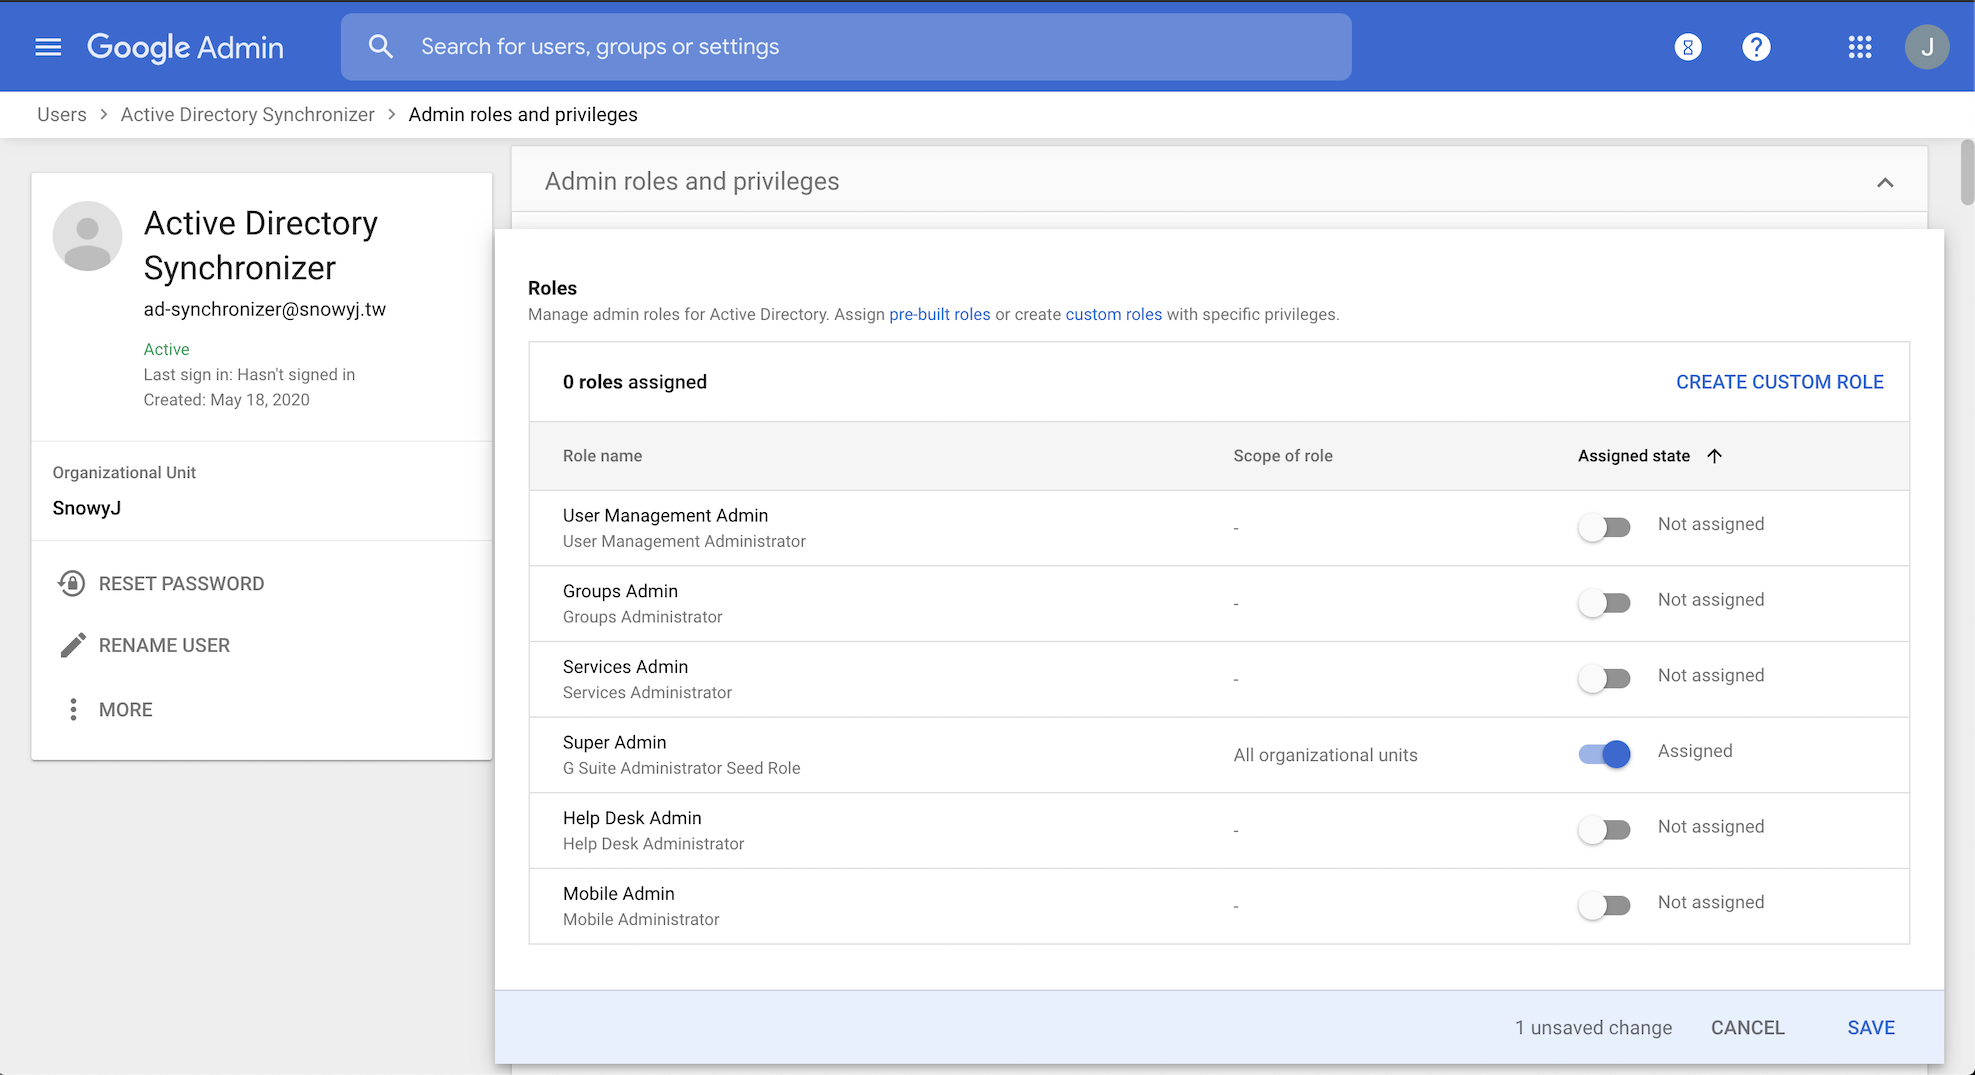 Google Admin
Search for users, groups or settings
J
Users > Active Directory Synchronizer > Admin roles and privileges
Active Directory
Synchronizer
ad-synchronizer@snowyj.tw
Active
Last sign in: Hasn't signed in
Created: May 18, 2020
Organizational Unit
SnowyJ
RESET PASSWORD
RENAME USER
MORE
Admin roles and privileges
Roles
Manage admin roles for Active Directory. Assign pre-built roles or create custom roles with specific privileges.
0 roles assigned
CREATE CUSTOM ROLE
Role name Scope of role Assigned state
User Management Admin
User Management Administrator
- Not assigned
Groups Admin
Groups Administrator
- Not assigned
Services Admin
Services Administrator
- Not assigned
Super Admin
G Suite Administrator Seed Role
All organizational units Assigned
Help Desk Admin
Help Desk Administrator
- Not assigned
Mobile Admin
Mobile Administrator
- Not assigned
1 unsaved change CANCEL SAVE